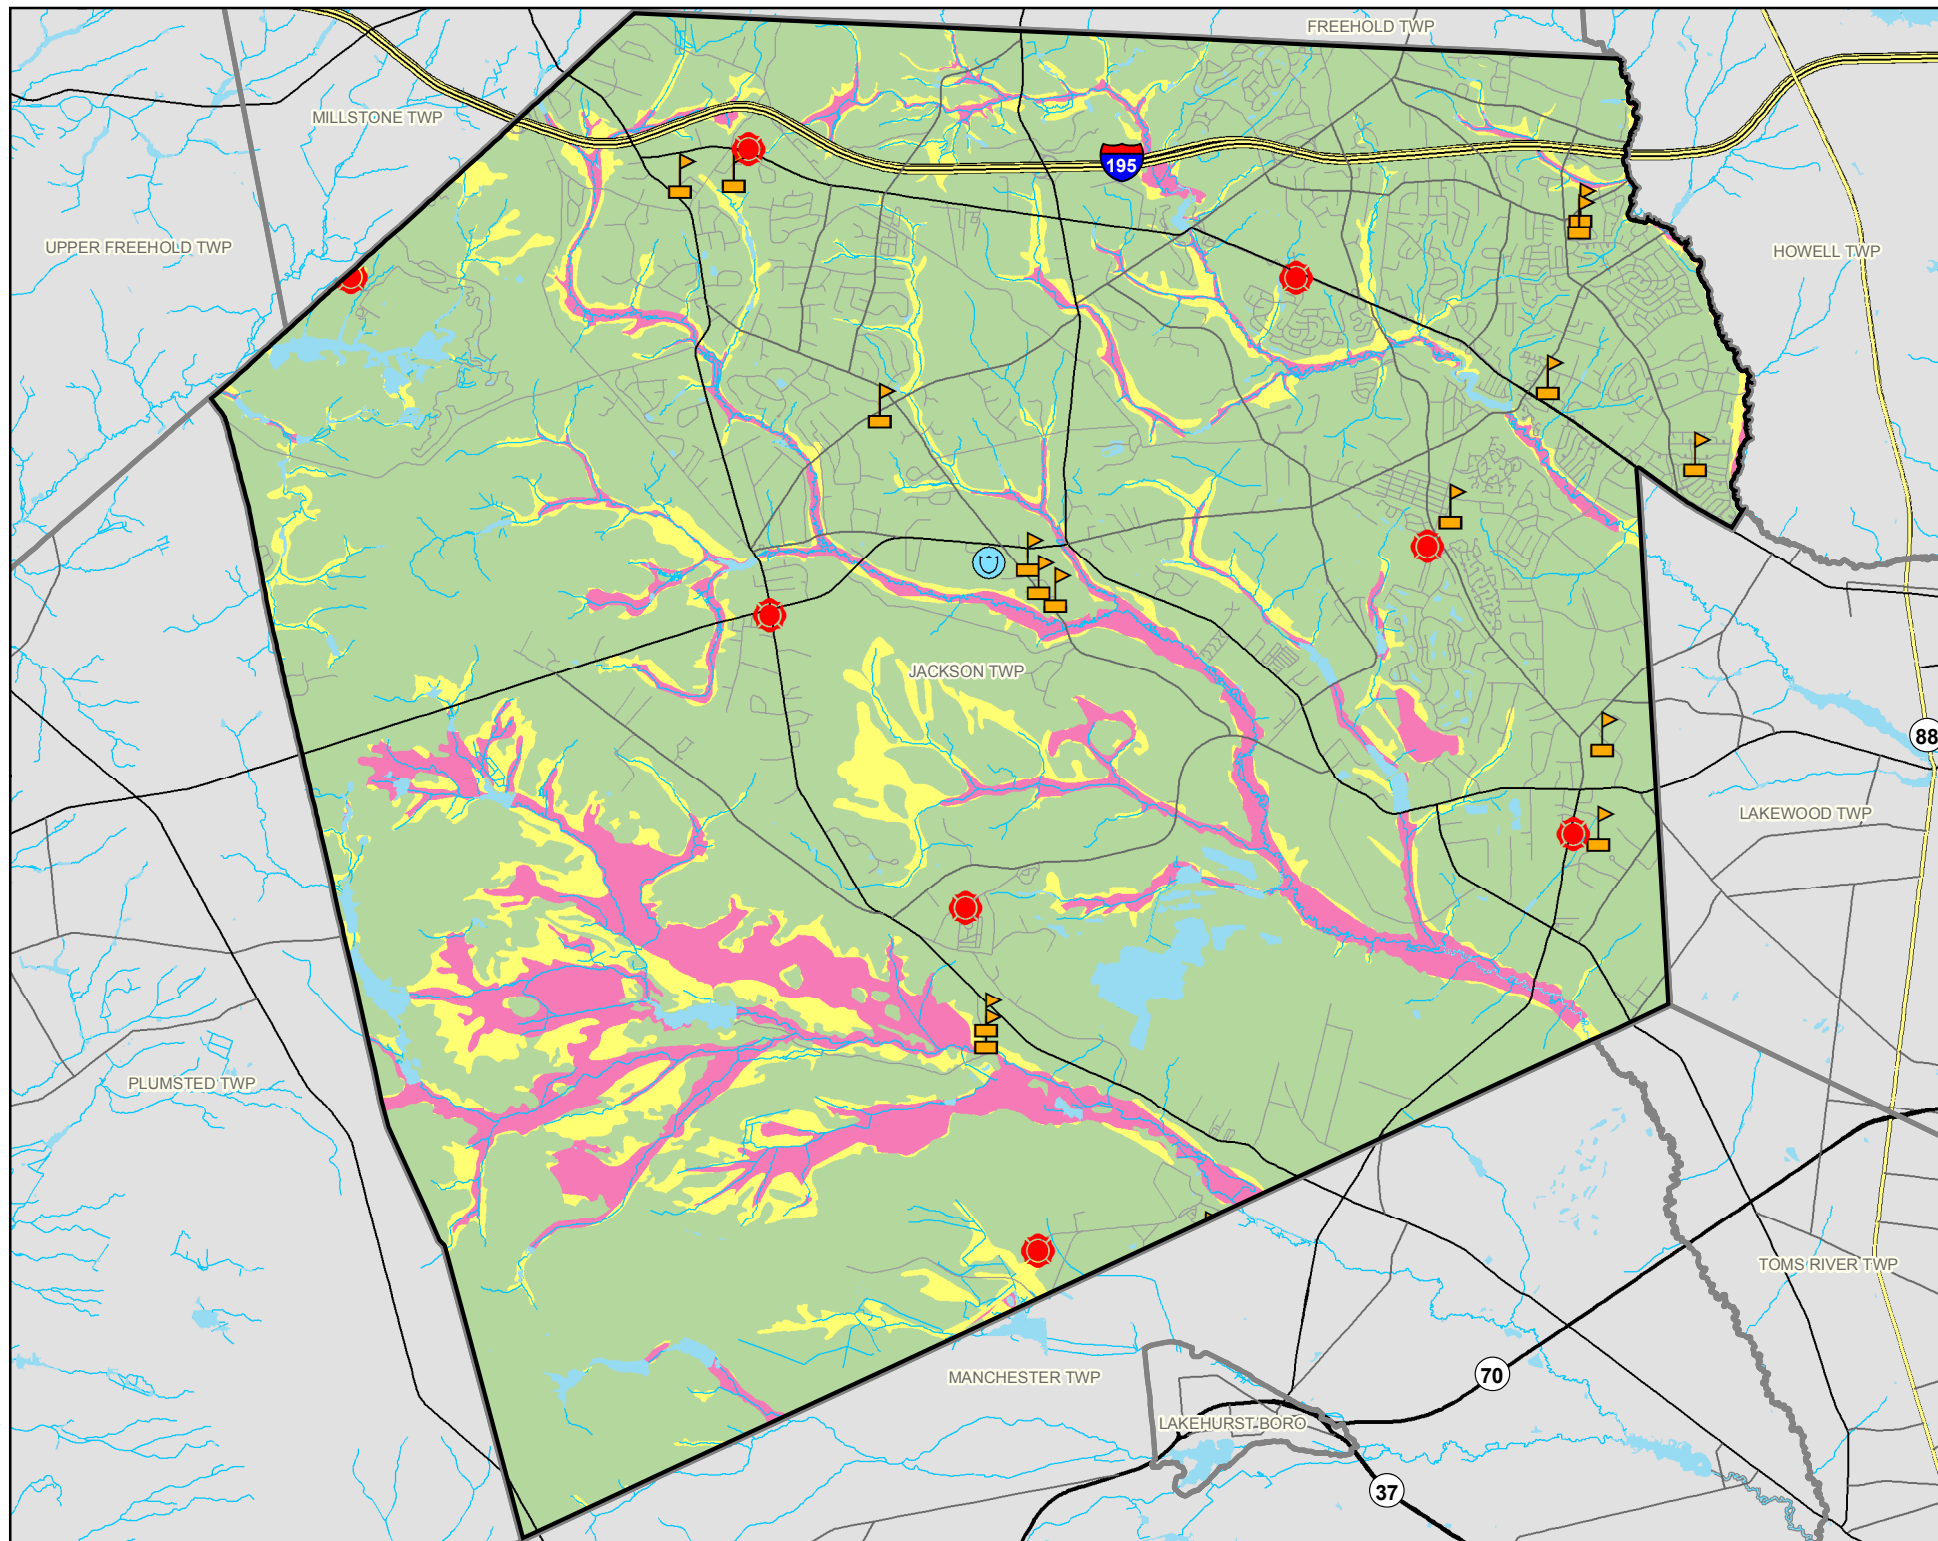 FREEHOLD TWP
MILLSTONE TWP
195
UPPER FREEHOLD TWP
HOWELL TWP
JACKSON TWP
88
LAKEWOOD TWP
PLUMSTED TWP
TOMS RIVER TWP
70
MANCHESTER TWP
LAKEHURST BORO
37